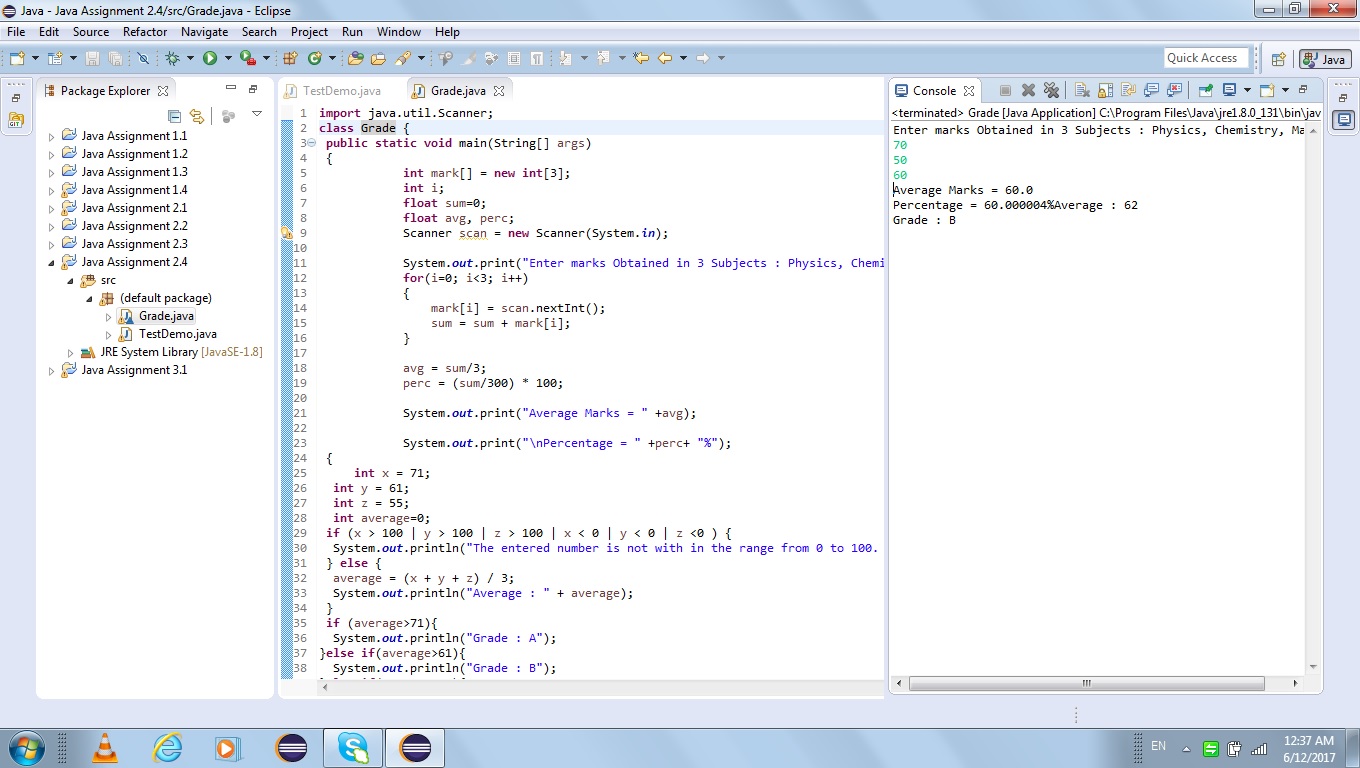 Java - Java Assignment 2.4/src/Grade.java - Eclipse
File Edit Source Refactor Navigate Search Project Run Window Help
Quick Access
Java
Package Explorer
Java Assignment 1.1
Java Assignment 1.2
Java Assignment 1.3
Java Assignment 1.4
Java Assignment 2.1
Java Assignment 2.2
Java Assignment 2.3
Java Assignment 2.4
src
(default package)
Grade.java
TestDemo.java
JRE System Library [JavaSE-1.8]
Java Assignment 3.1
TestDemo.java Grade.java
1 import java.util.Scanner;
2 class Grade {
3 public static void main(String[] args)
4 {
5 int mark[] = new int[3];
6 int i;
7 float sum=0;
8 float avg, perc;
9 Scanner scan = new Scanner(System.in);
10
11 System.out.print("Enter marks Obtained in 3 Subjects : Physics, Chemi
12 for(i=0; i<3; i++)
13 {
14 mark[i] = scan.nextInt();
15 sum = sum + mark[i];
16 }
17
18 avg = sum/3;
19 perc = (sum/300) * 100;
20
21 System.out.print("Average Marks = " +avg);
22
23 System.out.print("\nPercentage = " +perc+ "%");
24 {
25 int x = 71;
26 int y = 61;
27 int z = 55;
28 int average=0;
29 if (x > 100 | y > 100 | z > 100 | x < 0 | y < 0 | z <0 ) {
30 System.out.println("The entered number is not with in the range from 0 to 100.
31 } else {
32 average = (x + y + z) / 3;
33 System.out.println("Average : " + average);
34 }
35 if (average>71){
36 System.out.println("Grade : A");
37 }else if(average>61){
38 System.out.println("Grade : B");
Console
<terminated> Grade [Java Application] C:\Program Files\Java\jre1.8.0_131\bin\jav
Enter marks Obtained in 3 Subjects : Physics, Chemistry, Ma
70
50
60
Average Marks = 60.0
Percentage = 60.000004%Average : 62
Grade : B
GIT
EN
12:37 AM
6/12/2017